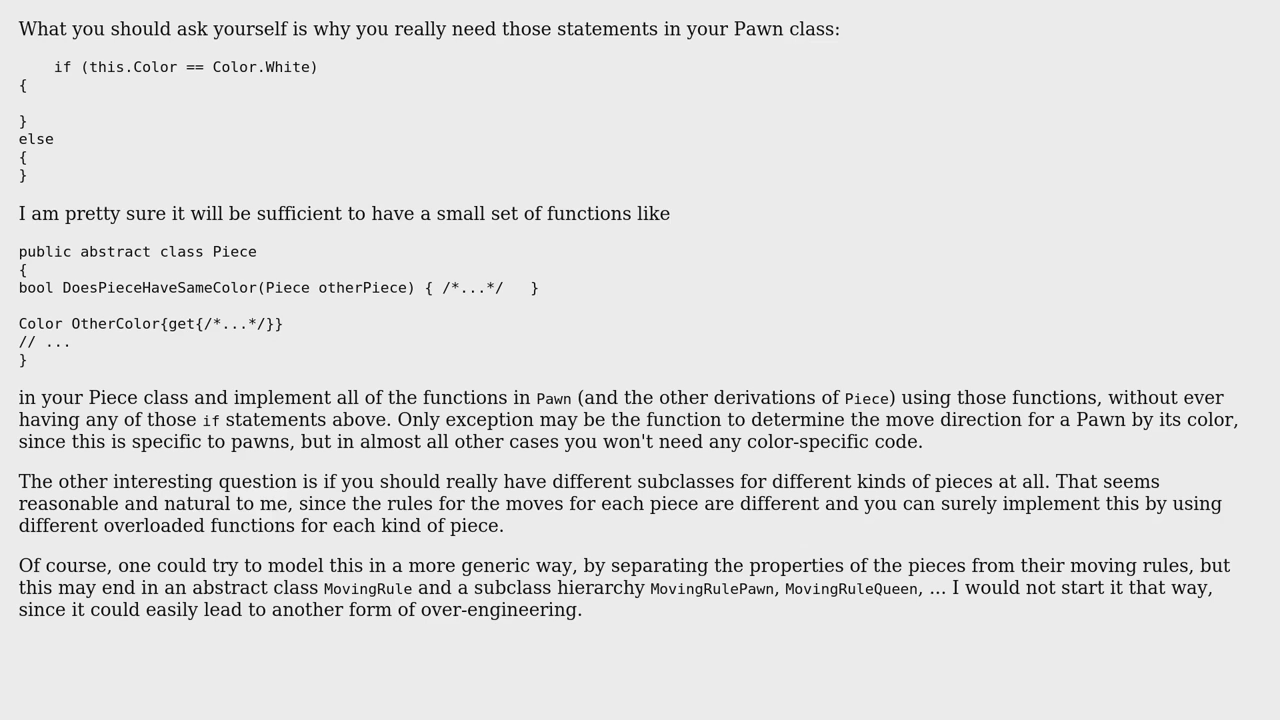 What you should ask yourself is why you really need those statements in your Pawn class:
    if (this.Color == Color.White)
{
}
else
{
}
I am pretty sure it will be sufficient to have a small set of functions like
public abstract class Piece
{
bool DoesPieceHaveSameColor(Piece otherPiece) { /*...*/   }
Color OtherColor{get{/*...*/}}
// ...
}
in your Piece class and implement all of the functions in Pawn (and the other derivations of Piece) using those functions, without ever
having any of those if statements above. Only exception may be the function to determine the move direction for a Pawn by its color,
since this is specific to pawns, but in almost all other cases you won't need any color-specific code.
The other interesting question is if you should really have different subclasses for different kinds of pieces at all. That seems
reasonable and natural to me, since the rules for the moves for each piece are different and you can surely implement this by using
different overloaded functions for each kind of piece.
Of course, one could try to model this in a more generic way, by separating the properties of the pieces from their moving rules, but
this may end in an abstract class MovingRule and a subclass hierarchy MovingRulePawn, MovingRuleQueen, ... I would not start it that way,
since it could easily lead to another form of over-engineering.